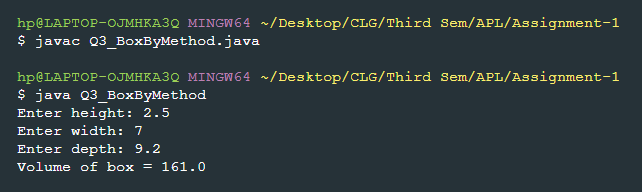 hp@LAPTOP-OJMHKA3Q MINGW64 ~/Desktop/CLG/Third Sem/APL/Assignment-1
$ javac Q3_BoxByMethod.java
hp@LAPTOP-OJMHKA3Q MINGW64 ~/Desktop/CLG/Third Sem/APL/Assignment-1
$ java Q3_BoxByMethod
Enter height: 2.5
Enter width: 7
Enter depth: 9.2
Volume of box = 161.0